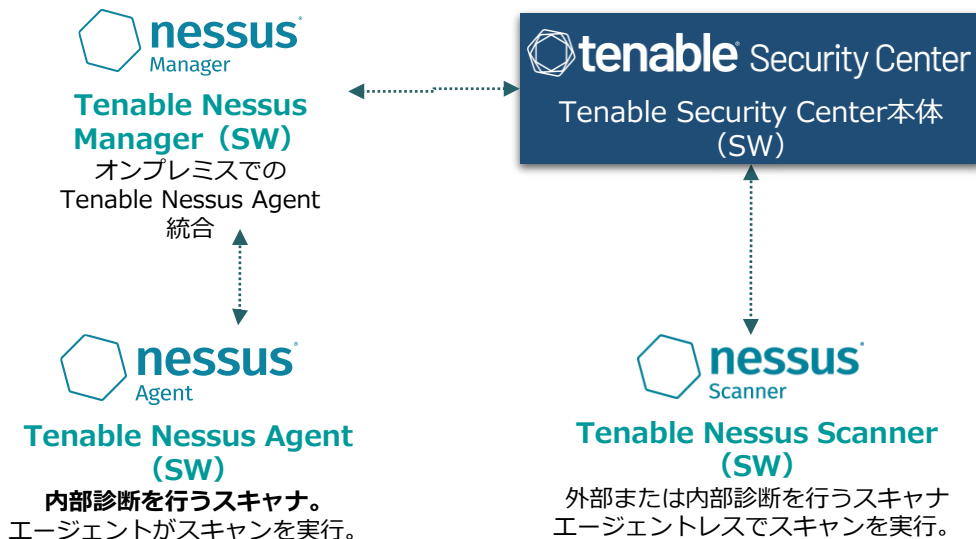 nessus
Manager
Tenable Nessus
Manager（SW）
オンプレミスでの
Tenable Nessus Agent
統合
tenable Security Center
Tenable Security Center本体
（SW）
nessus
Agent
Tenable Nessus Agent
（SW）
内部診断を行うスキャナ。
エージェントがスキャンを実行。
nessus
Scanner
Tenable Nessus Scanner
（SW）
外部または内部診断を行うスキャナ
エージェントレスでスキャンを実行。